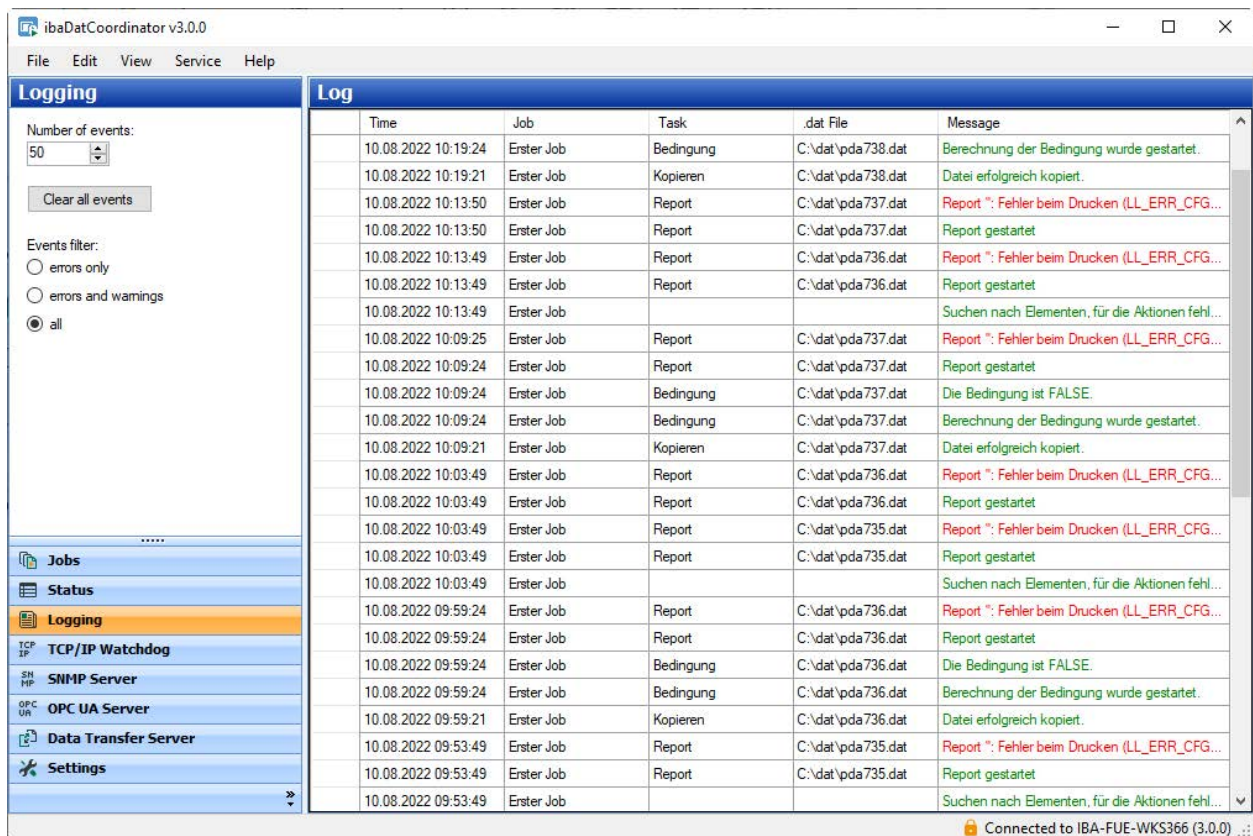 ibaDatCoordinator v3.0.0
File Edit View Service Help
Logging
Number of events:
50
Clear all events
Events filter:
errors only
errors and warnings
all
Jobs
Status
Logging
TCP IP TCP/IP Watchdog
SN MP SNMP Server
OPC UA OPC UA Server
Data Transfer Server
Settings
Log
Time Job Task .dat File Message
10.08.2022 10:19:24 Erster Job Bedingung C:\dat\pda738.dat Berechnung der Bedingung wurde gestartet.
10.08.2022 10:19:21 Erster Job Kopieren C:\dat\pda738.dat Datei erfolgreich kopiert.
10.08.2022 10:13:50 Erster Job Report C:\dat\pda737.dat Report '': Fehler beim Drucken (LL_ERR_CFG...
10.08.2022 10:13:50 Erster Job Report C:\dat\pda737.dat Report gestartet
10.08.2022 10:13:49 Erster Job Report C:\dat\pda736.dat Report '': Fehler beim Drucken (LL_ERR_CFG...
10.08.2022 10:13:49 Erster Job Report C:\dat\pda736.dat Report gestartet
10.08.2022 10:13:49 Erster Job Suchen nach Elementen, für die Aktionen fehl...
10.08.2022 10:09:25 Erster Job Report C:\dat\pda737.dat Report '': Fehler beim Drucken (LL_ERR_CFG...
10.08.2022 10:09:24 Erster Job Report C:\dat\pda737.dat Report gestartet
10.08.2022 10:09:24 Erster Job Bedingung C:\dat\pda737.dat Die Bedingung ist FALSE.
10.08.2022 10:09:24 Erster Job Bedingung C:\dat\pda737.dat Berechnung der Bedingung wurde gestartet.
10.08.2022 10:09:21 Erster Job Kopieren C:\dat\pda737.dat Datei erfolgreich kopiert.
10.08.2022 10:03:49 Erster Job Report C:\dat\pda736.dat Report '': Fehler beim Drucken (LL_ERR_CFG...
10.08.2022 10:03:49 Erster Job Report C:\dat\pda736.dat Report gestartet
10.08.2022 10:03:49 Erster Job Report C:\dat\pda735.dat Report '': Fehler beim Drucken (LL_ERR_CFG...
10.08.2022 10:03:49 Erster Job Report C:\dat\pda735.dat Report gestartet
10.08.2022 10:03:49 Erster Job Suchen nach Elementen, für die Aktionen fehl...
10.08.2022 09:59:24 Erster Job Report C:\dat\pda736.dat Report '': Fehler beim Drucken (LL_ERR_CFG...
10.08.2022 09:59:24 Erster Job Report C:\dat\pda736.dat Report gestartet
10.08.2022 09:59:24 Erster Job Bedingung C:\dat\pda736.dat Die Bedingung ist FALSE.
10.08.2022 09:59:24 Erster Job Bedingung C:\dat\pda736.dat Berechnung der Bedingung wurde gestartet.
10.08.2022 09:59:21 Erster Job Kopieren C:\dat\pda736.dat Datei erfolgreich kopiert.
10.08.2022 09:53:49 Erster Job Report C:\dat\pda735.dat Report '': Fehler beim Drucken (LL_ERR_CFG...
10.08.2022 09:53:49 Erster Job Report C:\dat\pda735.dat Report gestartet
10.08.2022 09:53:49 Erster Job Suchen nach Elementen, für die Aktionen fehl...
Connected to IBA-FUE-WKS366 (3.0.0)